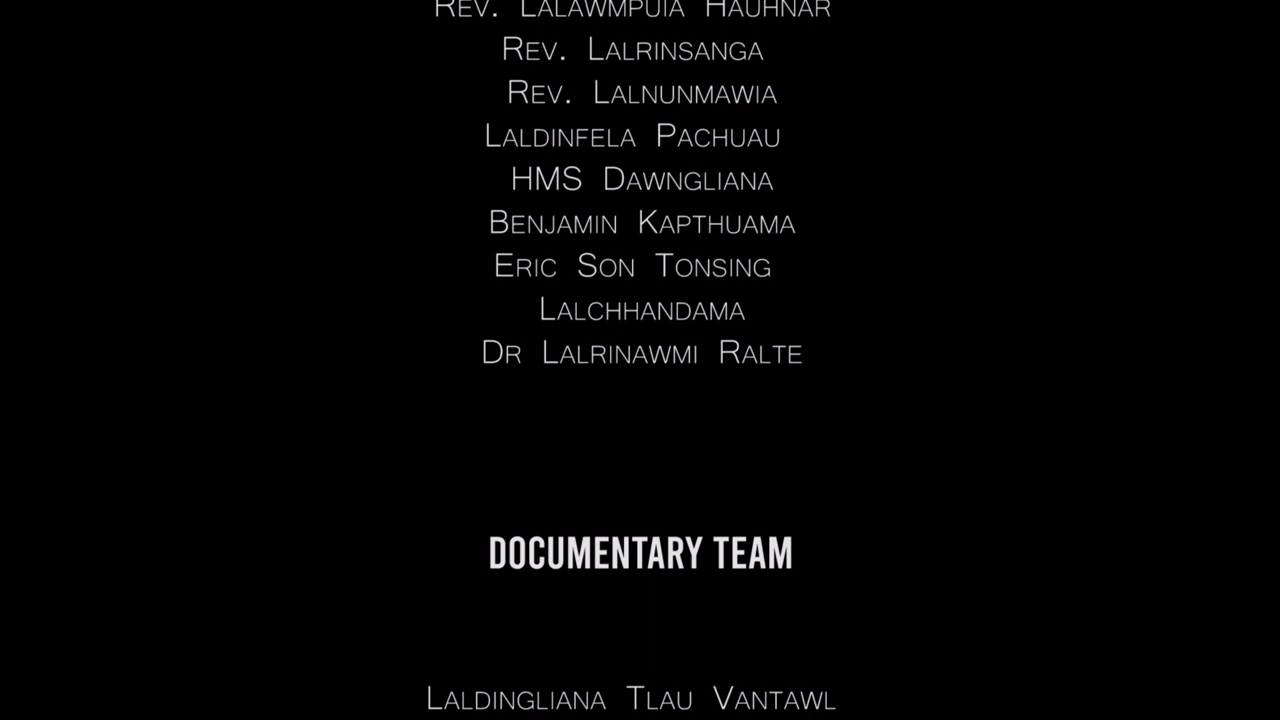 Rev. Lalawmpuia Hauhnar
Rev. Lalrinsanga
Rev. Lalnunmawia
Laldinfela Pachuau
HMS Dawngliana
Benjamin Kapthuama
Eric Son Tonsing
Lalchhandama
Dr Lalrinawmi Ralte
DOCUMENTARY TEAM
Laldingliana Tlau Vantawl